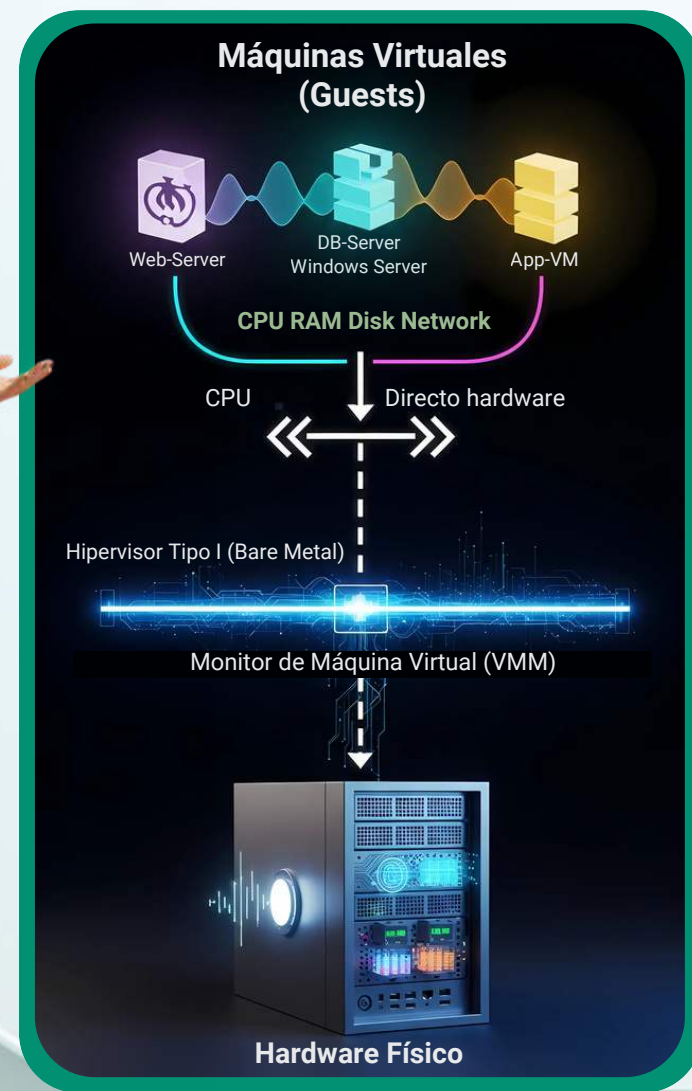 Máquinas Virtuales
(Guests)
Web-Server
DB-Server
Windows Server
App-VM
CPU RAM Disk Network
CPU
Directo hardware
Hipervisor Tipo I (Bare Metal)
Monitor de Máquina Virtual (VMM)
Hardware Físico